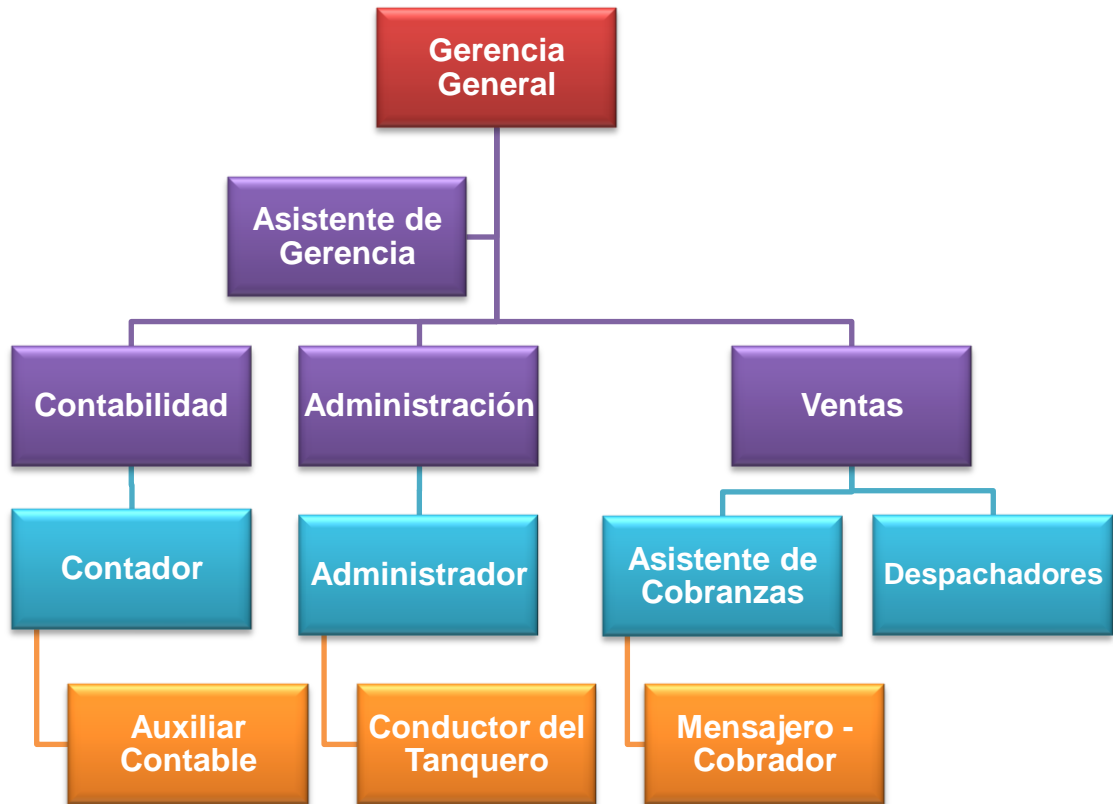 Gerencia
General
Asistente de
Gerencia
Contabilidad
Administración
Ventas
Contador
Administrador
Asistente de
Cobranzas
Despachadores
Auxiliar
Contable
Conductor del
Tanquero
Mensajero -
Cobrador